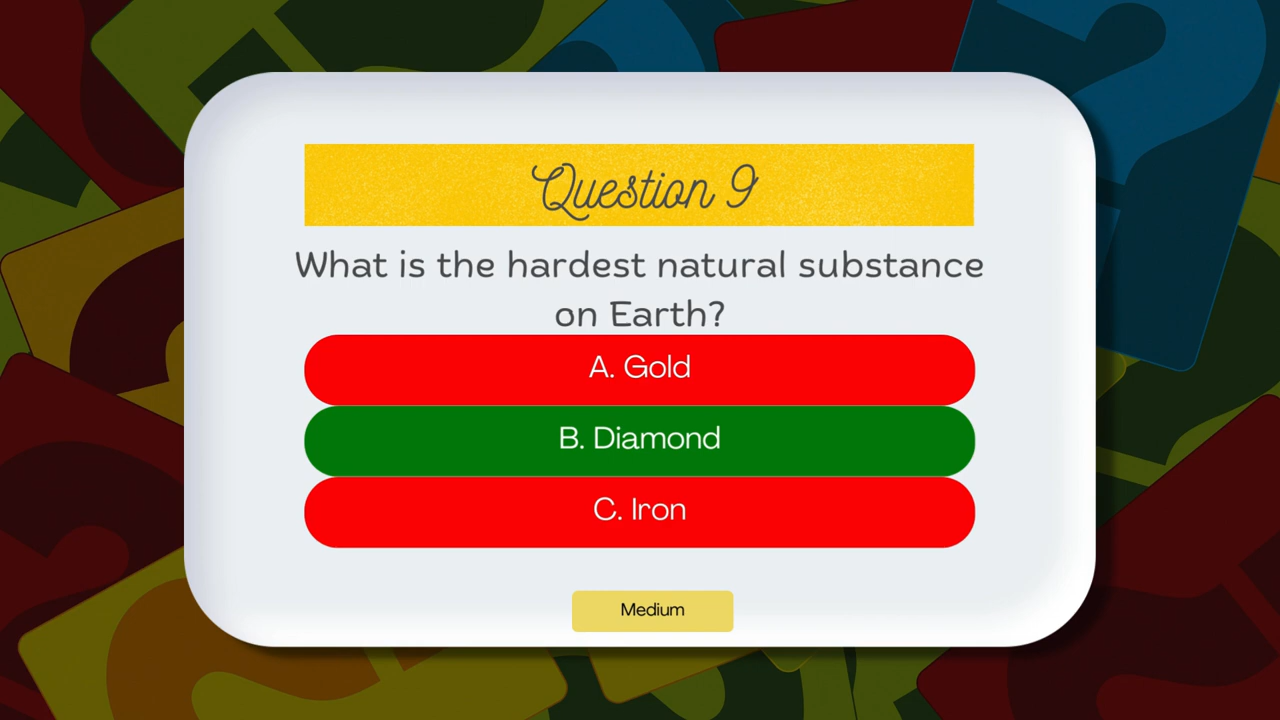 Question 9
What is the hardest natural substance
on Earth?
A. Gold
B. Diamond
C. Iron
Medium